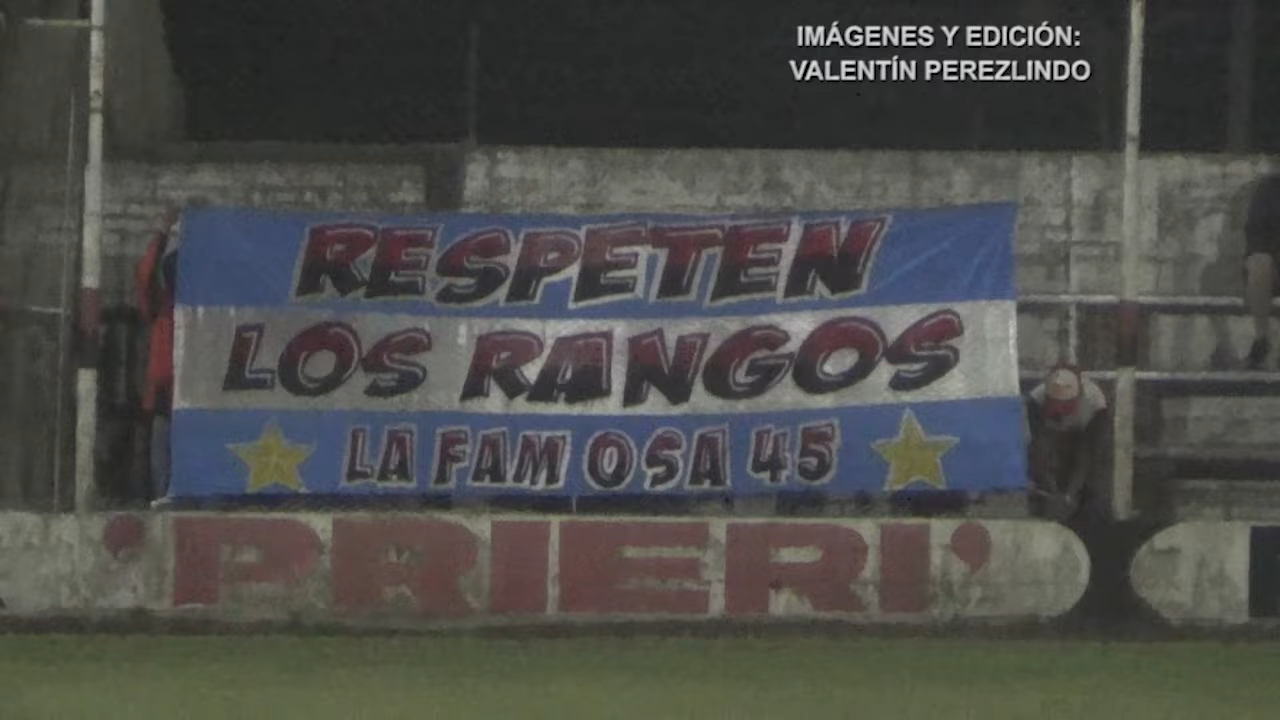 IMÁGENES Y EDICIÓN:
VALENTÍN PEREZLINDO
RESPETEN
LOS RANGOS
LA FAMOSA 45
'PRIERI'